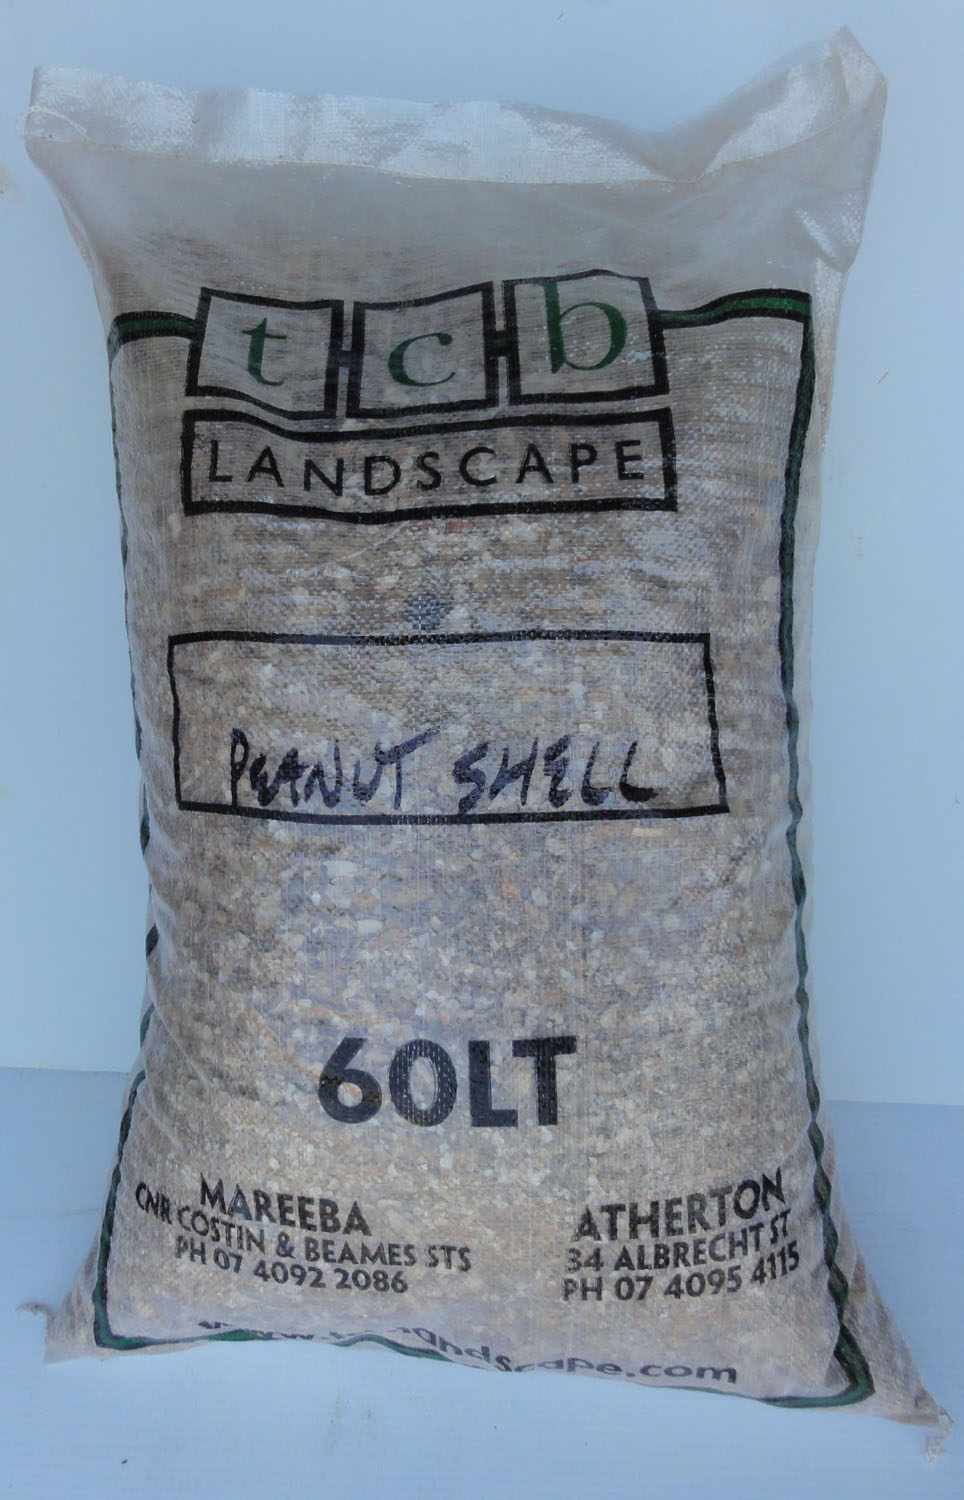 tcb
LANDSCAPE
PEANUT SHELL
60LT
MAREEBA
CNR COSTIN & BEAMES STS
PH 07 4092 2086
ATHERTON
34 ALBRECHT ST
PH 07 4095 4115